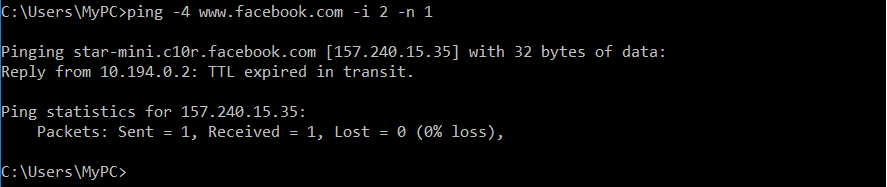 C:\Users\MyPC>ping -4 www.facebook.com -i 2 -n 1
Pinging star-mini.c10r.facebook.com [157.240.15.35] with 32 bytes of data:
Reply from 10.194.0.2: TTL expired in transit.
Ping statistics for 157.240.15.35:
    Packets: Sent = 1, Received = 1, Lost = 0 (0% loss),
C:\Users\MyPC>